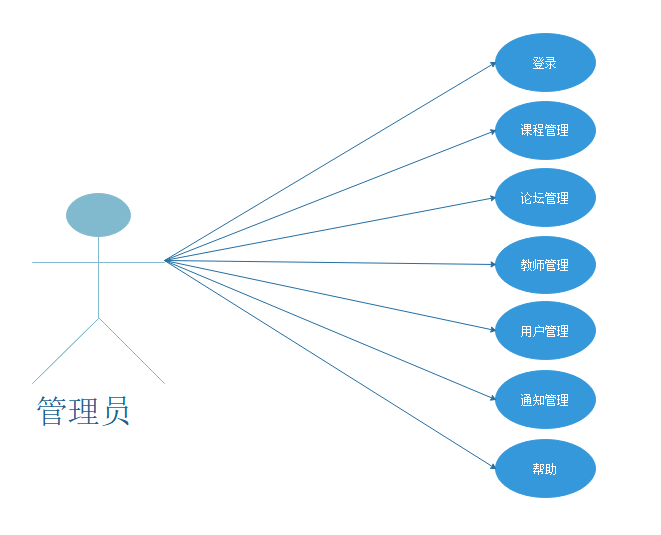 登录
课程管理
论坛管理
教师管理
用户管理
通知管理
帮助
管理员